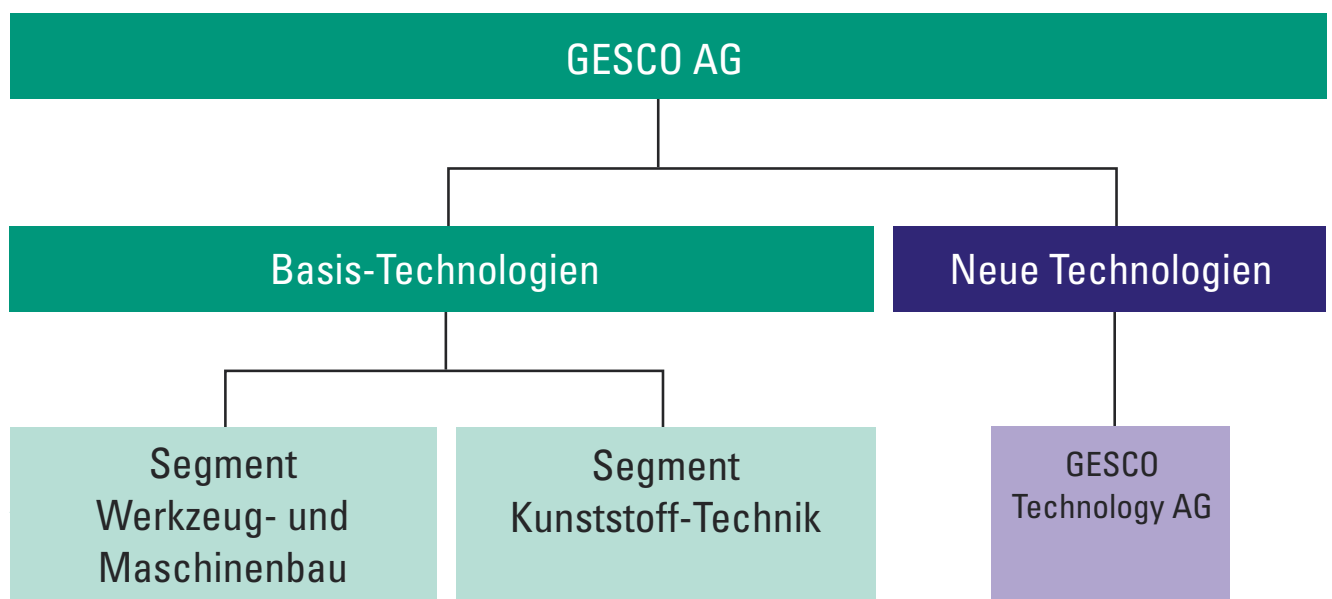 GESCO AG
Basis-Technologien
Neue Technologien
Segment
Werkzeug- und
Maschinenbau
Segment
Kunststoff-Technik
GESCO
Technology AG